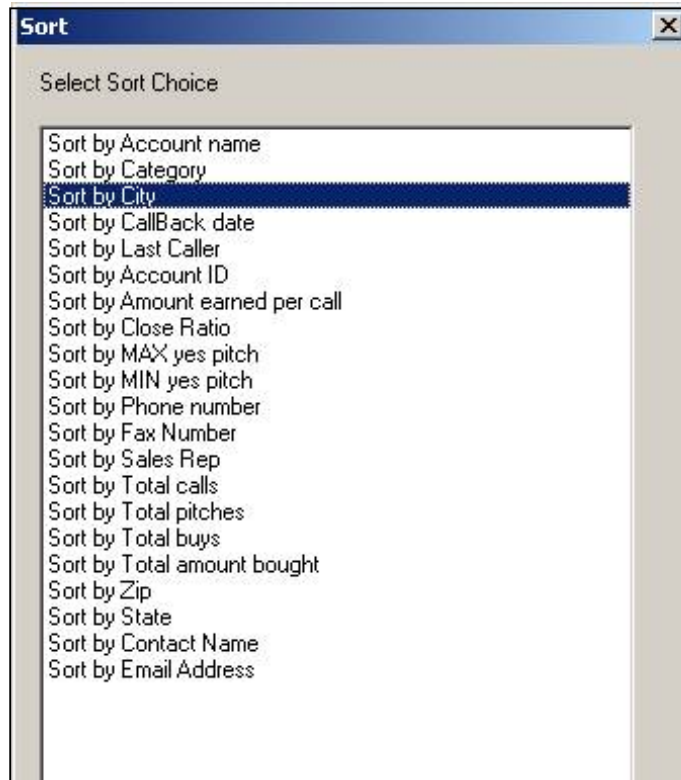 Sort
Select Sort Choice
Sort by Account name
Sort by Category
Sort by City
Sort by CallBack date
Sort by Last Caller
Sort by Account ID
Sort by Amount earned per call
Sort by Close Ratio
Sort by MAX yes pitch
Sort by MIN yes pitch
Sort by Phone number
Sort by Fax Number
Sort by Sales Rep
Sort by Total calls
Sort by Total pitches
Sort by Total buys
Sort by Total amount bought
Sort by Zip
Sort by State
Sort by Contact Name
Sort by Email Address